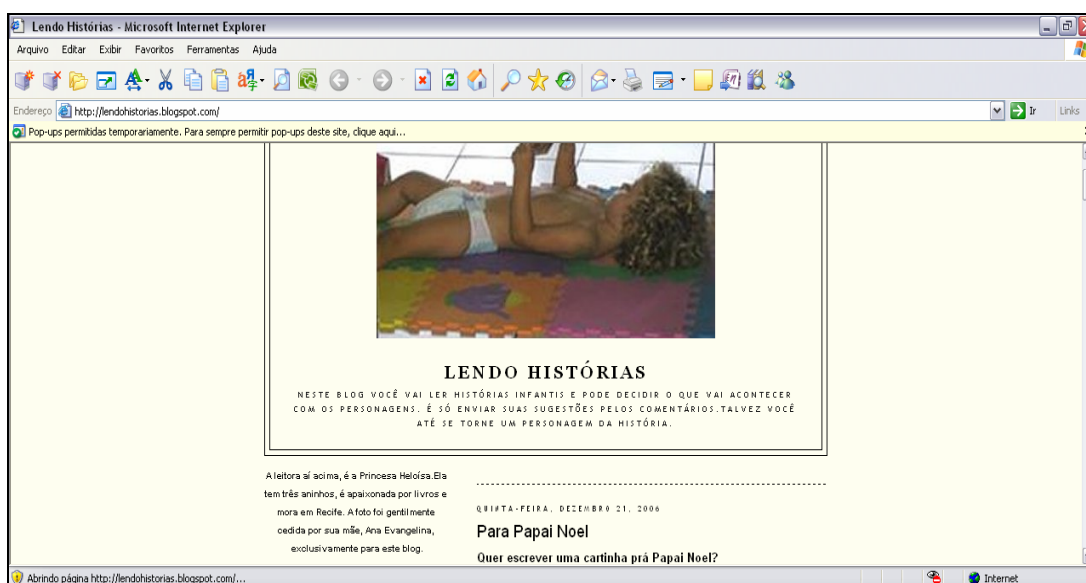 Lendo Histórias - Microsoft Internet Explorer
Arquivo Editar Exibir Favoritos Ferramentas Ajuda
Endereço http://lendohistorias.blogspot.com/ Ir Links
Pop-ups permitidas temporariamente. Para sempre permitir pop-ups deste site, clique aqui...
LENDO HISTÓRIAS
NESTE BLOG VOCÊ VAI LER HISTÓRIAS INFANTIS E PODE DECIDIR O QUE VAI ACONTECER
COM OS PERSONAGENS. É SÓ ENVIAR SUAS SUGESTÕES PELOS COMENTÁRIOS.TALVEZ VOCÊ
ATÉ SE TORNE UM PERSONAGEM DA HISTÓRIA.
A leitora aí acima, é a Princesa Heloísa.Ela
tem três aninhos, é apaixonada por livros e
mora em Recife. A foto foi gentilmente
cedida por sua mãe, Ana Evangelina,
exclusivamente para este blog.
QUINTA-FEIRA, DEZEMBRO 21, 2006
Para Papai Noel
Quer escrever uma cartinha prá Papai Noel?
Abrindo página http://lendohistorias.blogspot.com/... Internet